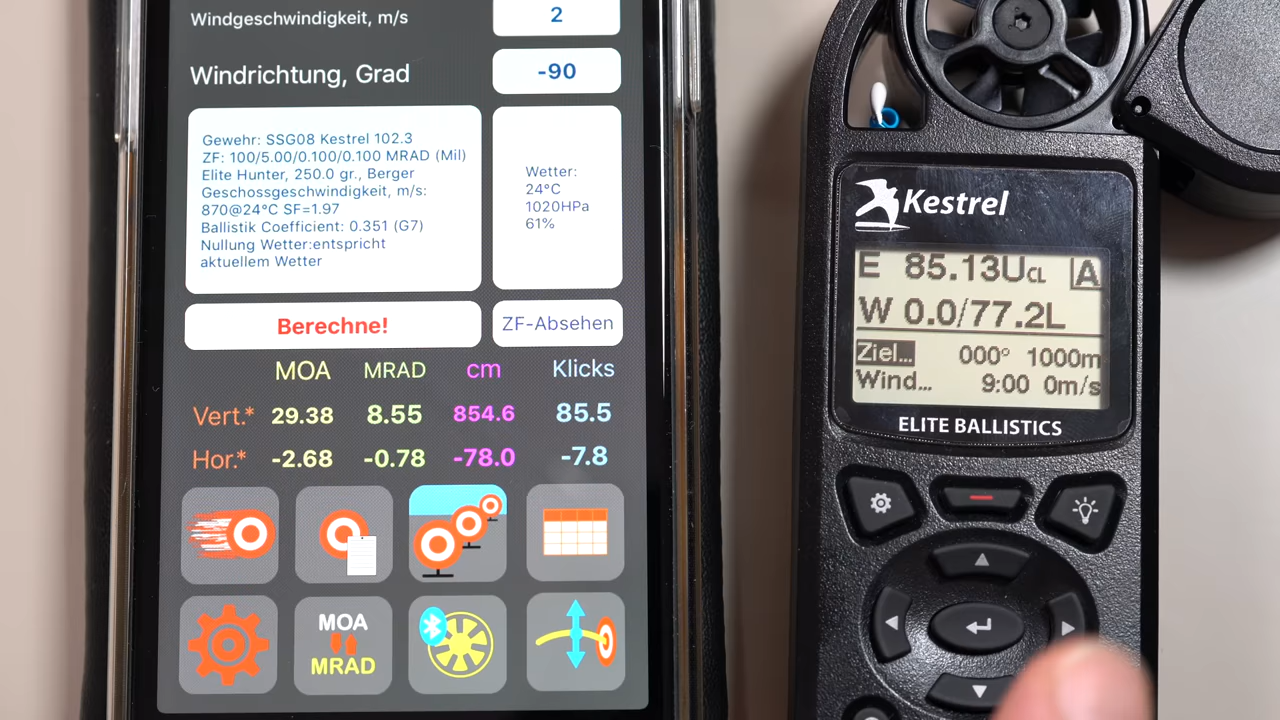 Windgeschwindigkeit, m/s
2
Windrichtung, Grad
-90
Gewehr: SSG08 Kestrel 102.3
ZF: 100/5.00/0.100/0.100 MRAD (Mil)
Elite Hunter, 250.0 gr., Berger
Geschossgeschwindigkeit, m/s:
870@24°C SF=1.97
Ballistik Coefficient: 0.351 (G7)
Nullung Wetter:entspricht
aktuellem Wetter
Wetter:
24°C
1020HPa
61%
Berechne!
ZF-Absehen
MOA MRAD cm Klicks
Vert.* 29.38 8.55 854.6 85.5
Hor.* -2.68 -0.78 -78.0 -7.8
MOA
MRAD
Kestrel
E 85.13UCL A
W 0.0/77.2L
Ziel... 000° 1000m
Wind... 9:00 0m/s
ELITE BALLISTICS